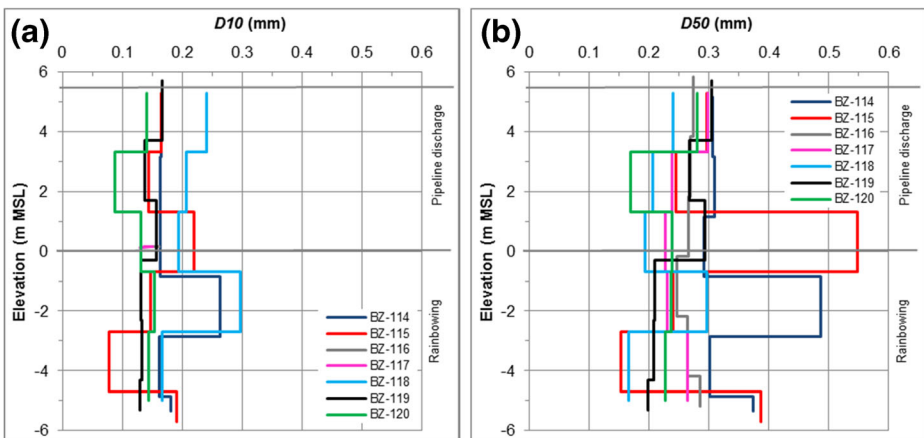 (a)
D10 (mm)
0 0.1 0.2 0.3 0.4 0.5 0.6
6
4
2
0
-2
-4
-6
Elevation (m MSL)
Pipeline discharge
Rainbowing
BZ-114
BZ-115
BZ-116
BZ-117
BZ-118
BZ-119
BZ-120
(b)
D50 (mm)
0 0.1 0.2 0.3 0.4 0.5 0.6
6
4
2
0
-2
-4
-6
Elevation (m MSL)
Pipeline discharge
Rainbowing
BZ-114
BZ-115
BZ-116
BZ-117
BZ-118
BZ-119
BZ-120